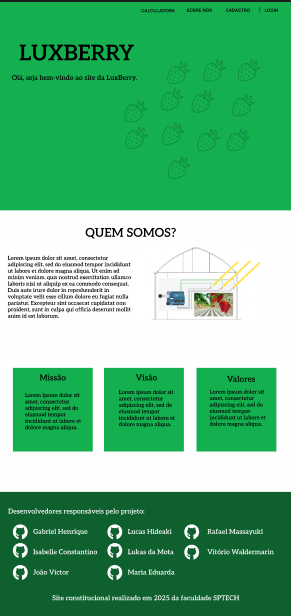 CALCULADORA SOBRE NÓS CADASTRO | LOGIN
LUXBERRY
Olá, seja bem-vindo ao site da LuxBerry.
QUEM SOMOS?
Lorem ipsum dolor sit amet, consectetur
adipiscing elit, sed do eiusmod tempor incididunt
ut labore et dolore magna aliqua. Ut enim ad
minim veniam, quis nostrud exercitation ullamco
laboris nisi ut aliquip ex ea commodo consequat.
Duis aute irure dolor in reprehenderit in
voluptate velit esse cillum dolore eu fugiat nulla
pariatur. Excepteur sint occaecat cupidatat non
proident, sunt in culpa qui officia deserunt mollit
anim id est laborum.
Missão
Lorem ipsum dolor sit
amet, consectetur
adipiscing elit, sed do
eiusmod tempor
incididunt ut labore et
dolore magna aliqua.
Visão
Lorem ipsum dolor sit
amet, consectetur
adipiscing elit, sed do
eiusmod tempor
incididunt ut labore et
dolore magna aliqua.
Valores
Lorem ipsum dolor sit
amet, consectetur
adipiscing elit, sed do
eiusmod tempor
incididunt ut labore et
dolore magna aliqua.
Desenvolvedores responsáveis pelo projeto:
Gabriel Henrique Lucas Hideaki Rafael Massayuki
Isabelle Constantino Lukas da Mota Vitório Waldermarin
João Victor Maria Eduarda
Site constitucional realizado em 2025 da faculdade SPTECH